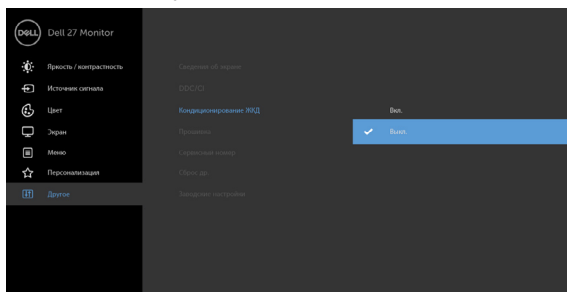 DELL Dell 27 Monitor
Яркость / контрастность
Источник сигнала
Цвет
Экран
Меню
Персонализация
Другое
Сведения об экране
DDC/CI
Кондиционирование ЖКД
Прошивка
Сервисный номер
Сброс др.
Заводские настройки
Вкл.
Выкл.